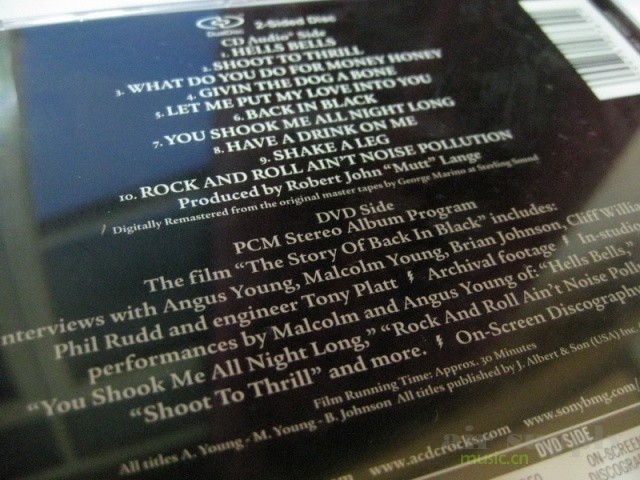 DualDisc
2-Sided Disc
CD Audio* Side
1. HELLS BELLS
2. SHOOT TO THRILL
3. WHAT DO YOU DO FOR MONEY HONEY
4. GIVIN THE DOG A BONE
5. LET ME PUT MY LOVE INTO YOU
6. BACK IN BLACK
7. YOU SHOOK ME ALL NIGHT LONG
8. HAVE A DRINK ON ME
9. SHAKE A LEG
10. ROCK AND ROLL AIN'T NOISE POLLUTION
Produced by Robert John "Mutt" Lange
Digitally Remastered from the original master tapes by George Marino at Sterling Sound
DVD Side
PCM Stereo Album Program
The film "The Story Of Back In Black" includes:
nterviews with Angus Young, Malcolm Young, Brian Johnson, Cliff Willia
Phil Rudd and engineer Tony Platt Archival footage In-studi
performances by Malcolm and Angus Young of: "Hells Bells,"
"You Shook Me All Night Long," "Rock And Roll Ain't Noise Pol
"Shoot To Thrill" and more. On-Screen Discography
Film Running Time: Approx. 30 Minutes
All titles published by J. Albert & Son (USA) In
All titles A. Young - M. Young - B. Johnson
www.acdcrocks.com www.sonybmg.
music.cn
DVD SIDE
ON-SCREE
DISCOGRA